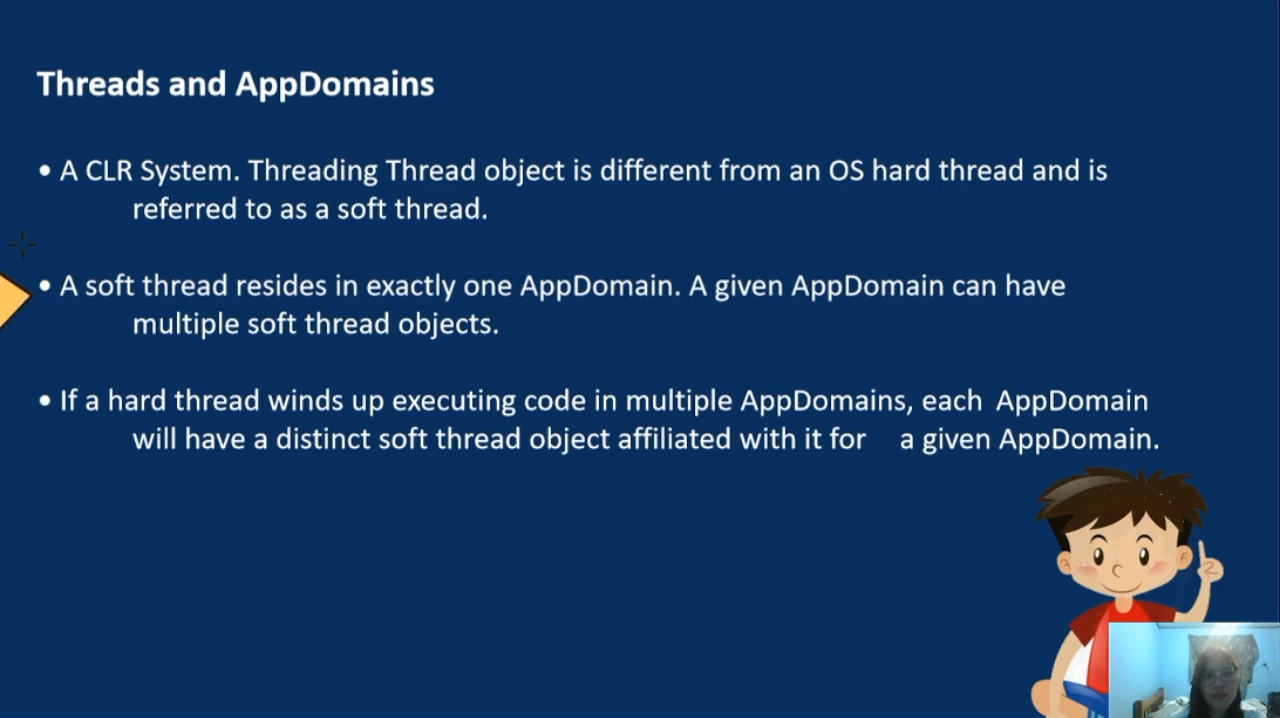 Threads and AppDomains
• A CLR System. Threading Thread object is different from an OS hard thread and is
referred to as a soft thread.
• A soft thread resides in exactly one AppDomain. A given AppDomain can have
multiple soft thread objects.
• If a hard thread winds up executing code in multiple AppDomains, each AppDomain
will have a distinct soft thread object affiliated with it for a given AppDomain.